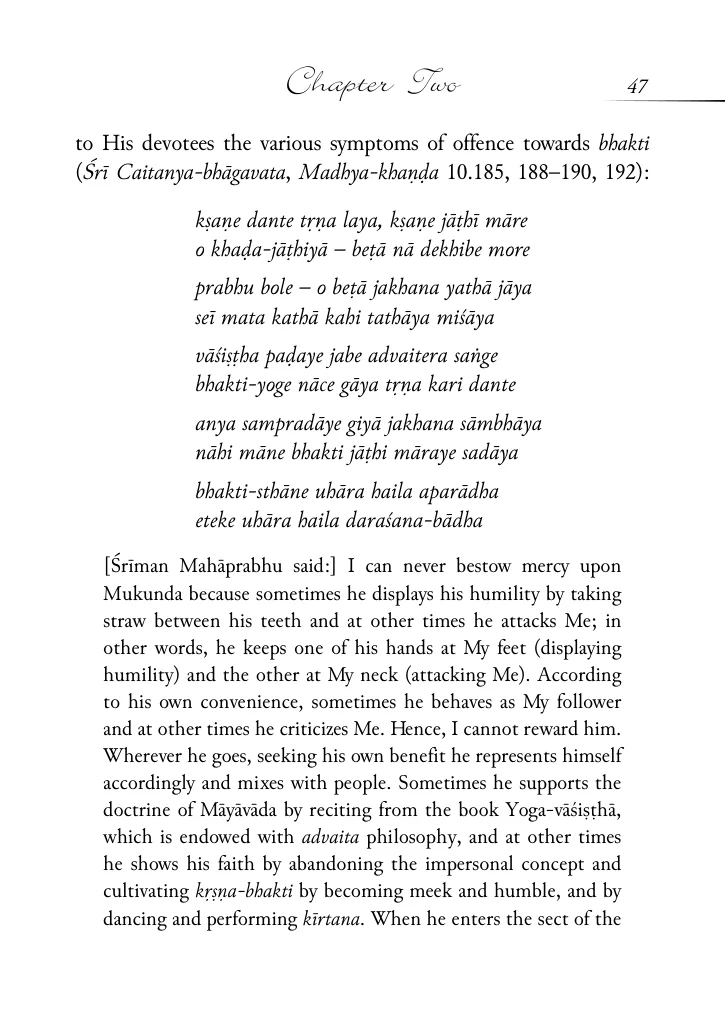 Chapter Two
47
to His devotees the various symptoms of offence towards bhakti
(Śrī Caitanya-bhāgavata, Madhya-khaṇḍa 10.185, 188–190, 192):
kṣaṇe dante tṛṇa laya, kṣaṇe jāṭhī māre
o khaḍa-jāṭhiyā – beṭā nā dekhibe more
prabhu bole – o beṭā jakhana yathā jāya
seī mata kathā kahi tathāya miśāya
vāśiṣṭha paḍaye jabe advaitera saṅge
bhakti-yoge nāce gāya tṛṇa kari dante
anya sampradāye giyā jakhana sāmbhāya
nāhi māne bhakti jāṭhi māraye sadāya
bhakti-sthāne uhāra haila aparādha
eteke uhāra haila daraśana-bādha
[Śrīman Mahāprabhu said:] I can never bestow mercy upon
Mukunda because sometimes he displays his humility by taking
straw between his teeth and at other times he attacks Me; in
other words, he keeps one of his hands at My feet (displaying
humility) and the other at My neck (attacking Me). According
to his own convenience, sometimes he behaves as My follower
and at other times he criticizes Me. Hence, I cannot reward him.
Wherever he goes, seeking his own benefit he represents himself
accordingly and mixes with people. Sometimes he supports the
doctrine of Māyāvāda by reciting from the book Yoga-vāśiṣṭhā,
which is endowed with advaita philosophy, and at other times
he shows his faith by abandoning the impersonal concept and
cultivating kṛṣṇa-bhakti by becoming meek and humble, and by
dancing and performing kīrtana. When he enters the sect of the